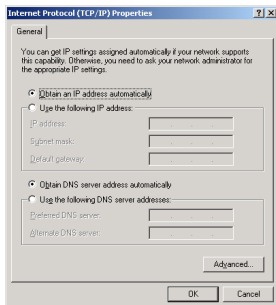 Internet Protocol (TCP/IP) Properties
General
You can get IP settings assigned automatically if your network supports
this capability. Otherwise, you need to ask your network administrator for
the appropriate IP settings.
Obtain an IP address automatically
Use the following IP address:
IP address:
Subnet mask:
Default gateway:
Obtain DNS server address automatically
Use the following DNS server addresses:
Preferred DNS server:
Alternate DNS server:
Advanced...
OK Cancel